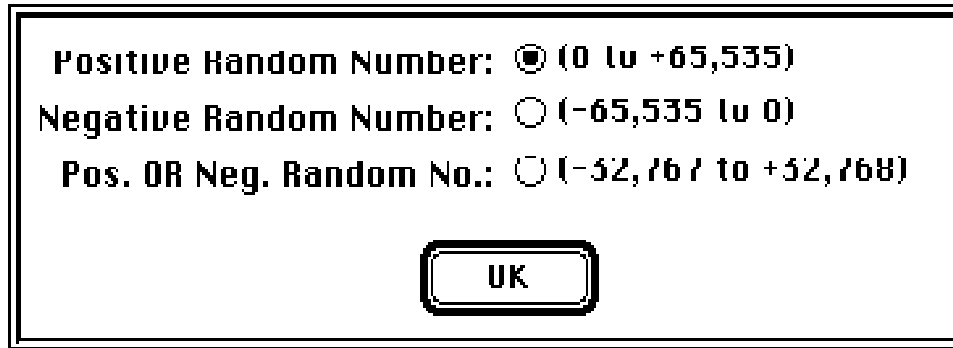 Positive Random Number: (0 to +65,535)
Negative Random Number: (-65,535 to 0)
Pos. OR Neg. Random No.: (-32,767 to +32,768)
OK